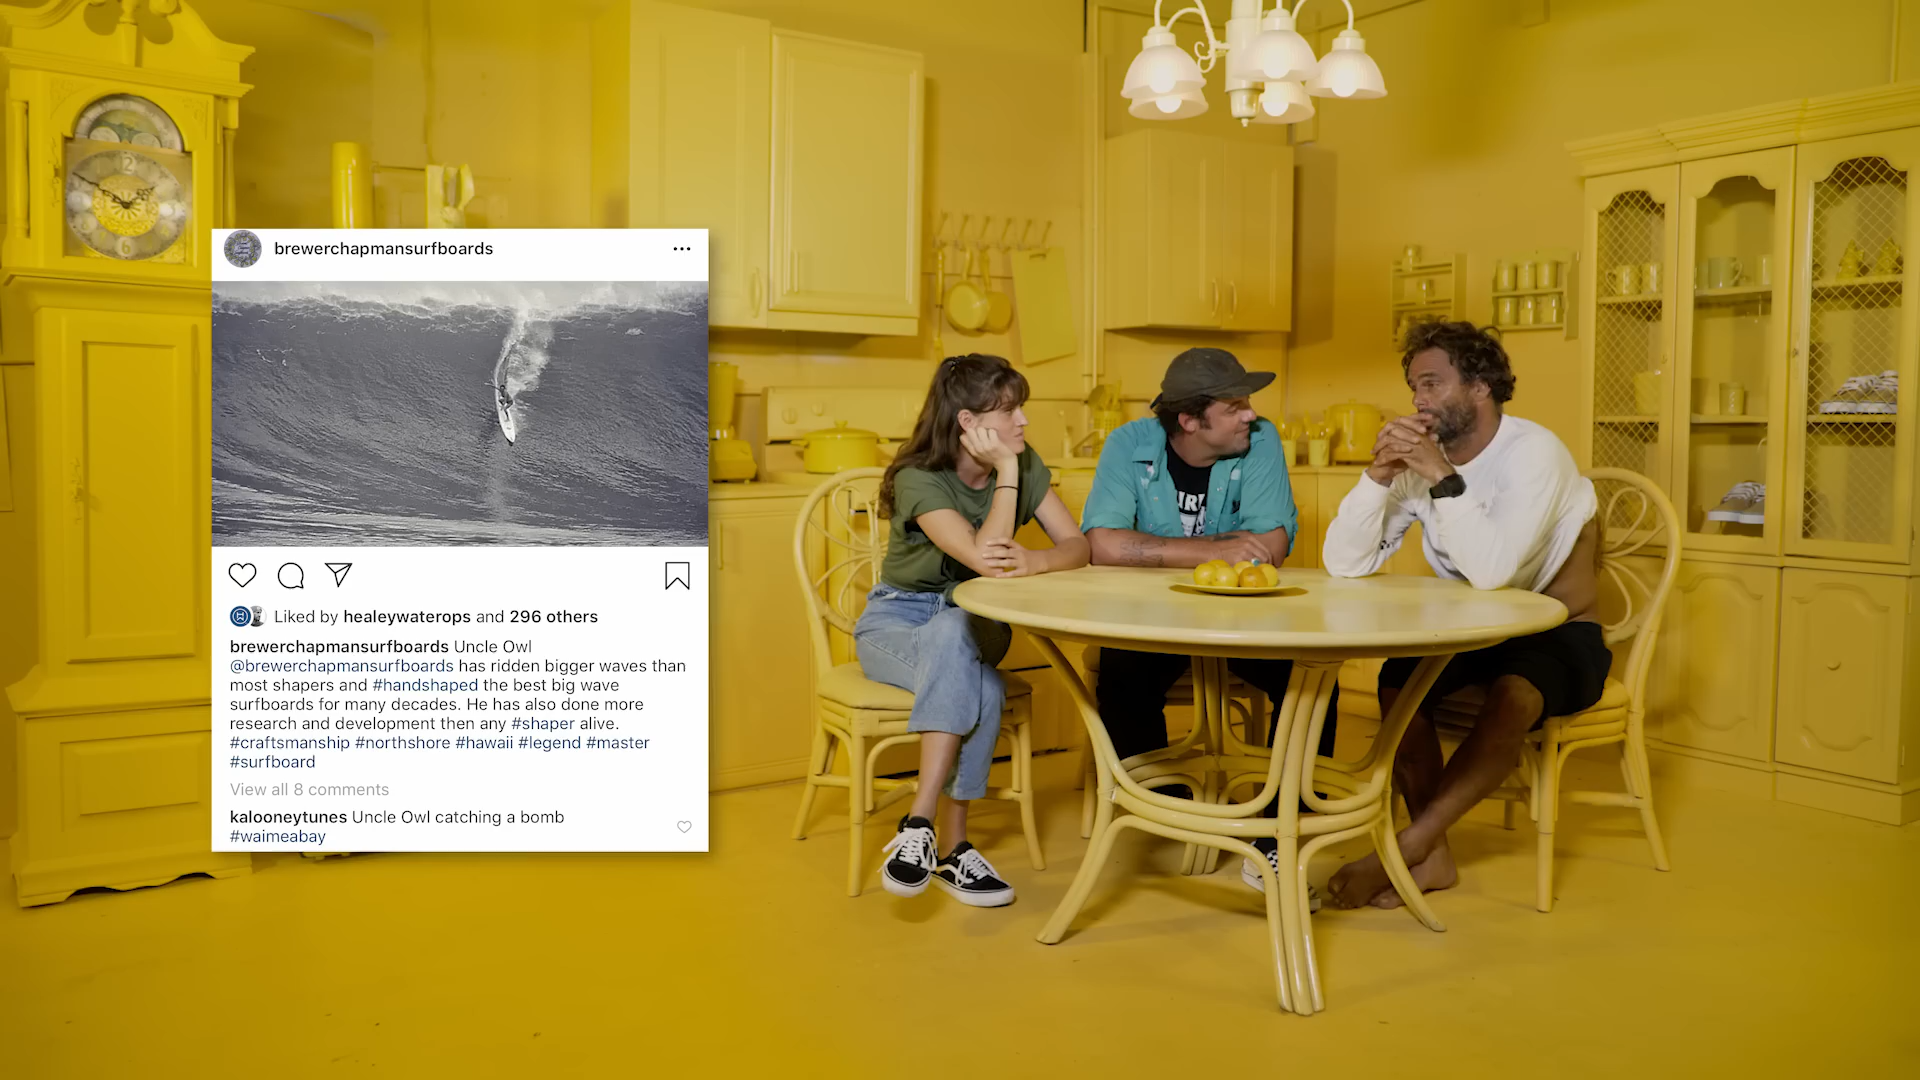 brewerchapmansurfboards
Liked by healeywaterops and 296 others
brewerchapmansurfboards Uncle Owl
@brewerchapmansurfboards has ridden bigger waves than
most shapers and #handshaped the best big wave
surfboards for many decades. He has also done more
research and development then any #shaper alive.
#craftsmanship #northshore #hawaii #legend #master
#surfboard
View all 8 comments
kalooneytunes Uncle Owl catching a bomb
#waimeabay